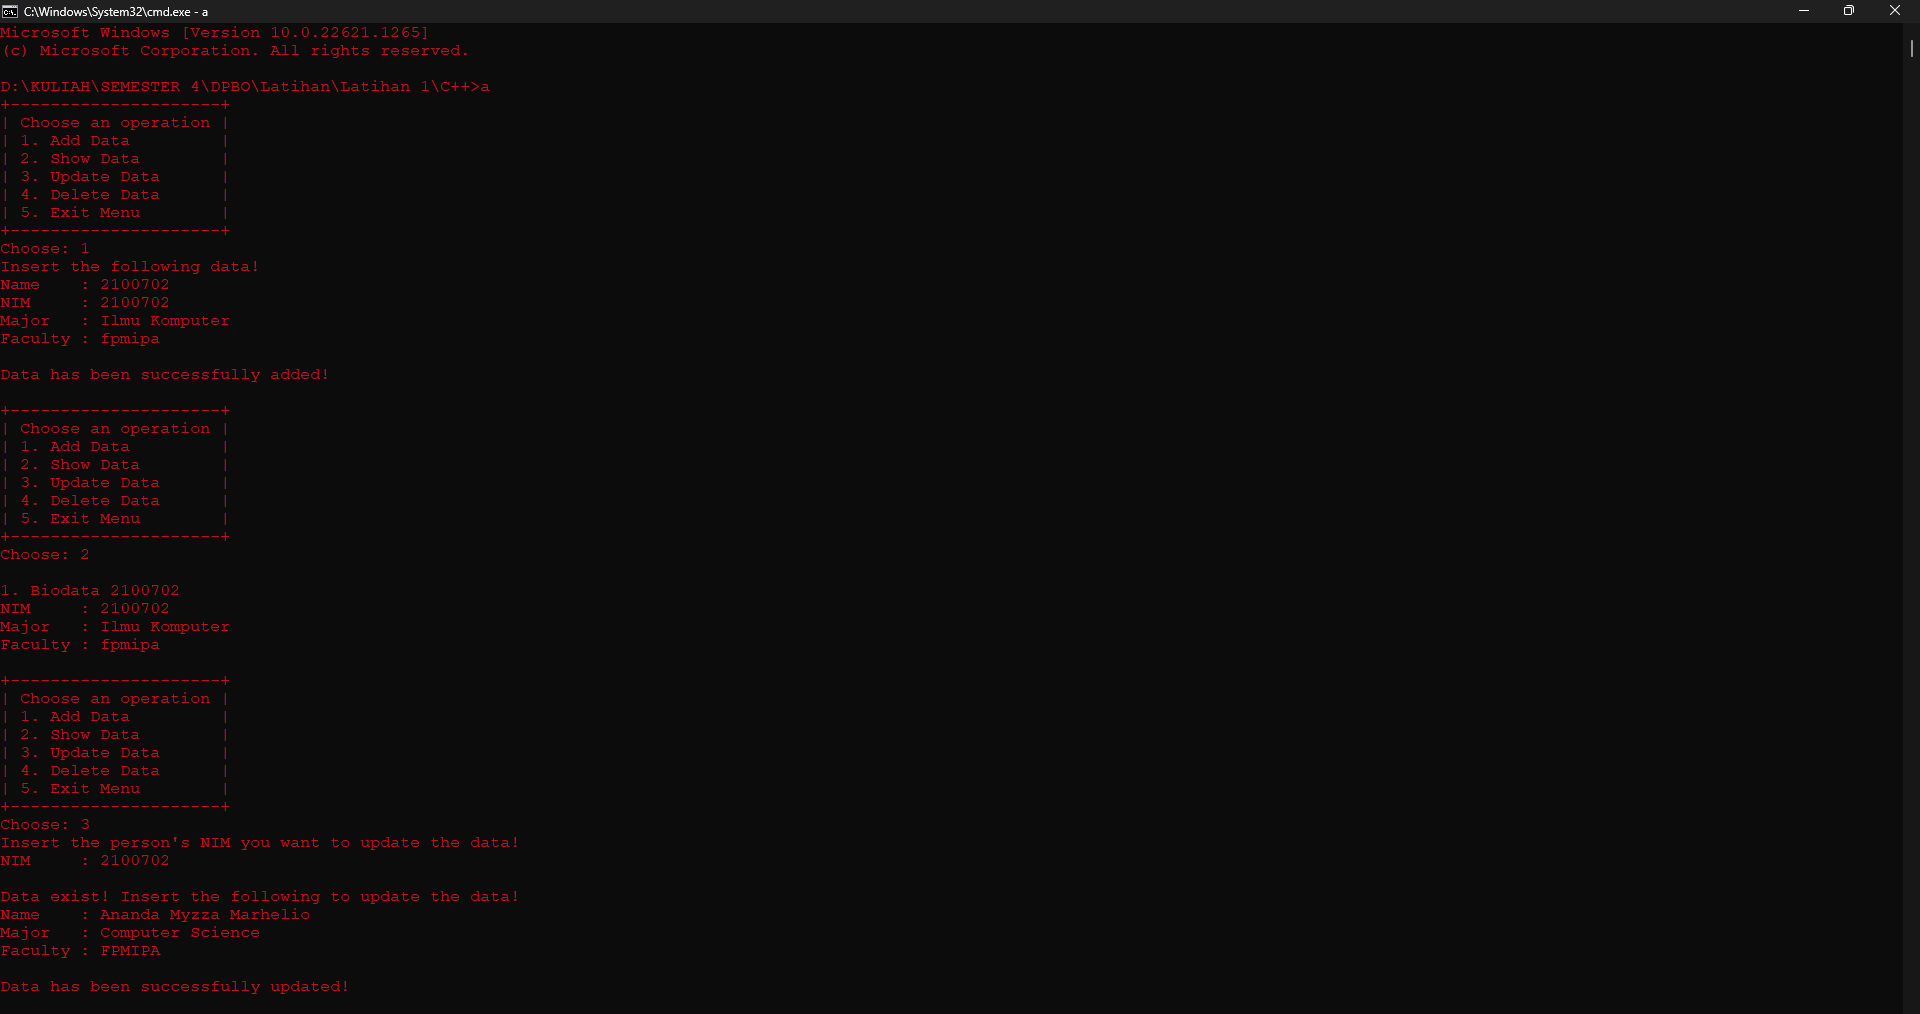 C:\Windows\System32\cmd.exe - a
Microsoft Windows [Version 10.0.22621.1265]
(c) Microsoft Corporation. All rights reserved.
D:\KULIAH\SEMESTER 4\DPBO\Latihan\Latihan 1\C++>a
+---------------------+
| Choose an operation |
| 1. Add Data         |
| 2. Show Data        |
| 3. Update Data      |
| 4. Delete Data      |
| 5. Exit Menu        |
+---------------------+
Choose: 1
Insert the following data!
Name    : 2100702
NIM     : 2100702
Major   : Ilmu Komputer
Faculty : fpmipa
Data has been successfully added!
+---------------------+
| Choose an operation |
| 1. Add Data         |
| 2. Show Data        |
| 3. Update Data      |
| 4. Delete Data      |
| 5. Exit Menu        |
+---------------------+
Choose: 2
1. Biodata 2100702
NIM     : 2100702
Major   : Ilmu Komputer
Faculty : fpmipa
+---------------------+
| Choose an operation |
| 1. Add Data         |
| 2. Show Data        |
| 3. Update Data      |
| 4. Delete Data      |
| 5. Exit Menu        |
+---------------------+
Choose: 3
Insert the person's NIM you want to update the data!
NIM     : 2100702
Data exist! Insert the following to update the data!
Name    : Ananda Myzza Marhelio
Major   : Computer Science
Faculty : FPMIPA
Data has been successfully updated!